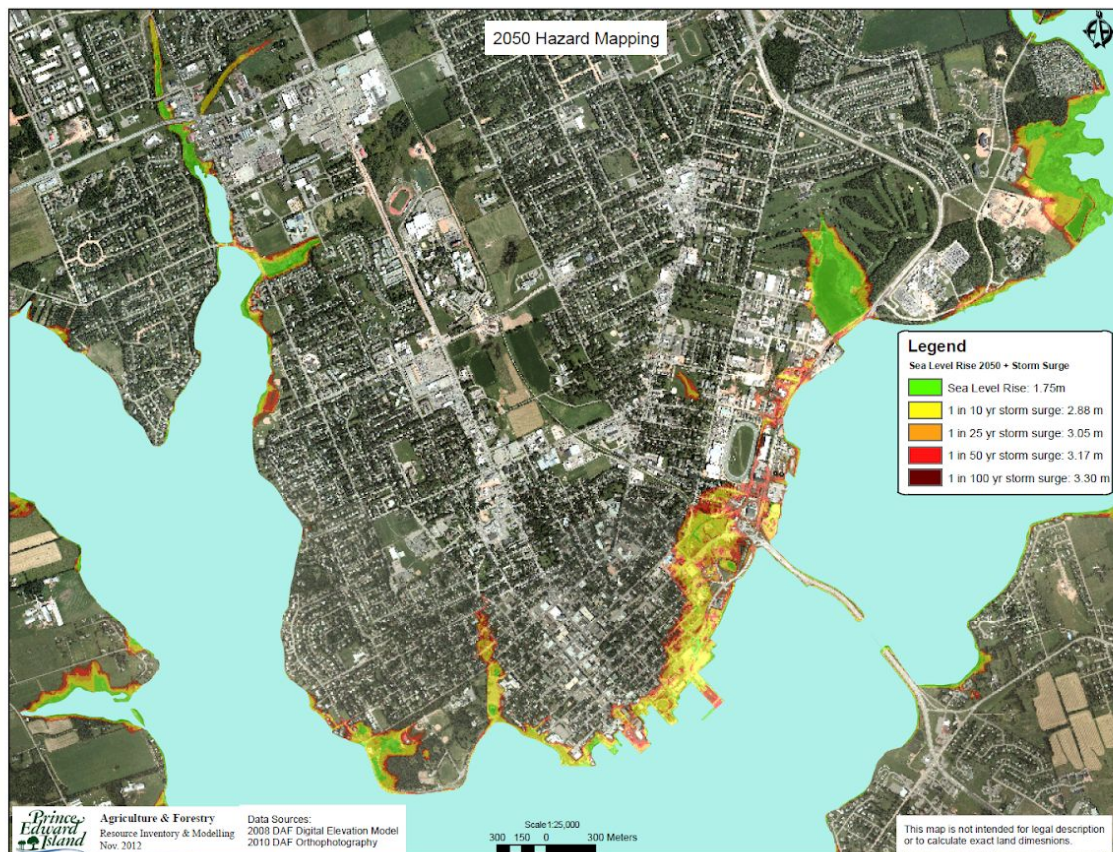 2050 Hazard Mapping
Legend
Sea Level Rise 2050 + Storm Surge
Sea Level Rise: 1.75m
1 in 10 yr storm surge: 2.88 m
1 in 25 yr storm surge: 3.05 m
1 in 50 yr storm surge: 3.17 m
1 in 100 yr storm surge: 3.30 m
Prince
Edward
Island
Agriculture & Forestry
Resource Inventory & Modelling
Nov. 2012
Data Sources:
2008 DAF Digital Elevation Model
2010 DAF Orthophotography
Scale 1:25,000
300 150 0 300 Meters
This map is not intended for legal description
or to calculate exact land dimesnions.